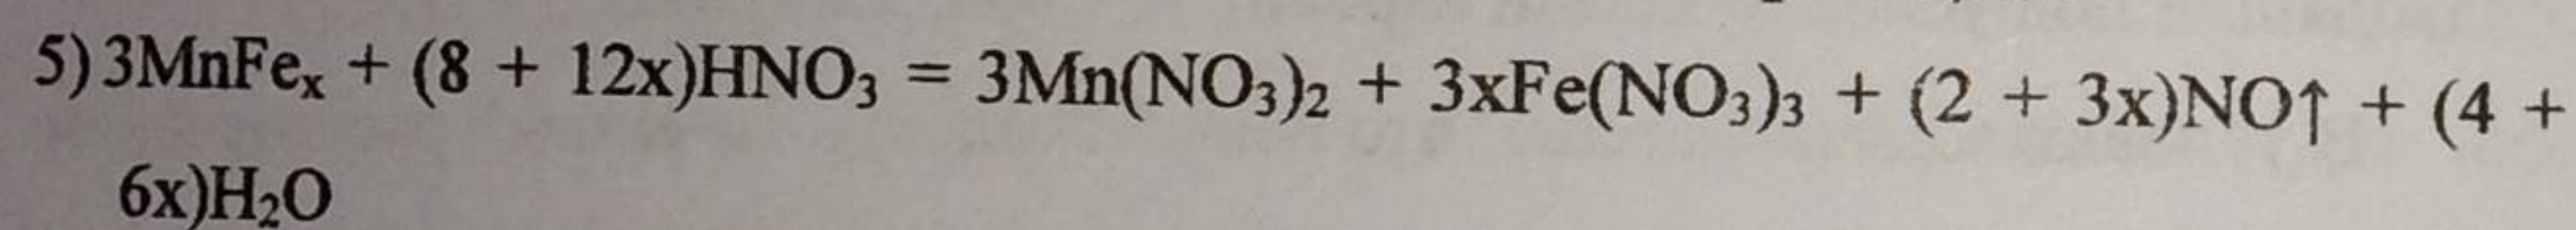 5) 3MnFeₓ + (8 + 12x)HNO₃ = 3Mn(NO₃)₂ + 3xFe(NO₃)₃ + (2 + 3x)NO↑ + (4 +
6x)H₂O